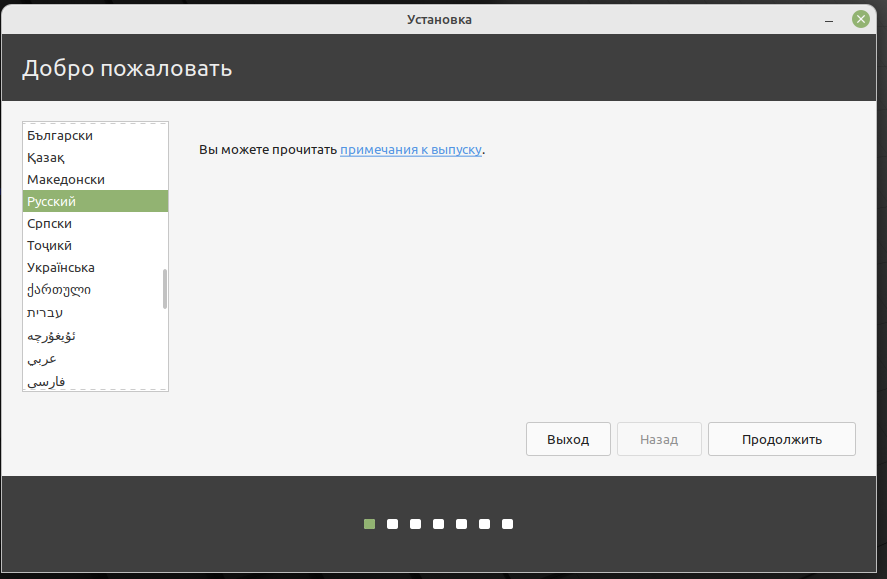 Установка
Добро пожаловать
Български
Қазақ
Македонски
Русский
Српски
Тоҷикӣ
Українська
ქართული
עברית
ئۇيغۇرچە
عربي
فارسی
Вы можете прочитать примечания к выпуску.
Выход
Назад
Продолжить